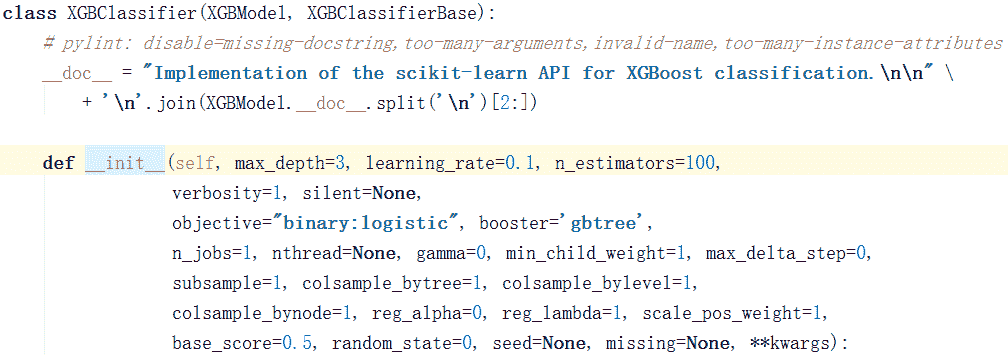 class XGBClassifier(XGBModel, XGBClassifierBase):
# pylint: disable=missing-docstring,too-many-arguments,invalid-name,too-many-instance-attributes
__doc__ = "Implementation of the scikit-learn API for XGBoost classification.\n\n" \
+ '\n'.join(XGBModel.__doc__.split('\n')[2:])
def __init__(self, max_depth=3, learning_rate=0.1, n_estimators=100,
verbosity=1, silent=None,
objective="binary:logistic", booster='gbtree',
n_jobs=1, nthread=None, gamma=0, min_child_weight=1, max_delta_step=0,
subsample=1, colsample_bytree=1, colsample_bylevel=1,
colsample_bynode=1, reg_alpha=0, reg_lambda=1, scale_pos_weight=1,
base_score=0.5, random_state=0, seed=None, missing=None, **kwargs):